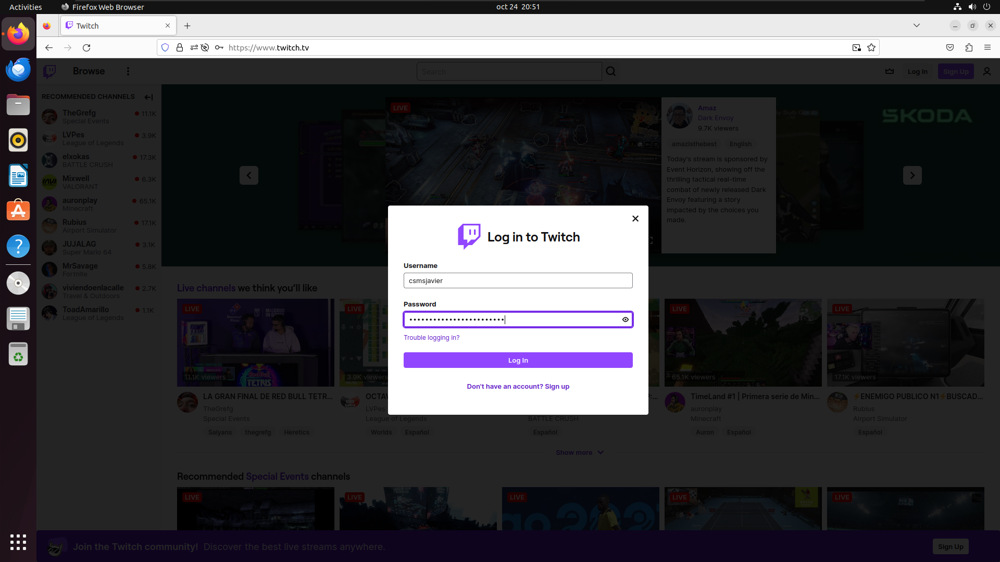 Activities
Firefox Web Browser
oct 24 20:51
Twitch
https://www.twitch.tv
Browse
Search
Log In
Sign Up
RECOMMENDED CHANNELS
TheGrefg 11.1K
Special Events
LVPes 3.9K
League of Legends
elxokas 17.3K
BATTLE CRUSH
Mixwell 6.3K
VALORANT
auronplay 65.1K
Minecraft
Rubius 17.1K
Airport Simulator
JUJALAG 3.1K
Super Mario 64
MrSavage 5.8K
Fortnite
viviendoenlacalle 2.7K
Travel & Outdoors
ToadAmarillo 1.1K
League of Legends
LIVE
Amaz
Dark Envoy
9.7K viewers
amazisthebest English
Today's stream is sponsored by
Event Horizon, showing off the
thrilling tactical real-time
combat of newly released Dark
Envoy featuring a story
impacted by the choices you
made.
SKODA
Log in to Twitch
Username
csmsjavier
Password
Trouble logging in?
Log In
Don't have an account? Sign up
Live channels we think you'll like
LIVE
LIVE
LIVE
LIVE
11.1K viewers
3.9K viewers
65.1K viewers
17.1K viewers
LA GRAN FINAL DE RED BULL TETR...
TheGrefg
Special Events
Saiyans thegrefg Heretics
LVPes
League of Legends
Worlds Español
BATTLE CRUSH
Español
TimeLand #1 | Primera serie de Min...
auronplay
Minecraft
Auron Español
⚡ENEMIGO PUBLICO N1⚡BUSCAD...
Rubius
Airport Simulator
Español
Show more
Recommended Special Events channels
LIVE
LIVE
LIVE
LIVE
LIVE
Join the Twitch community! Discover the best live streams anywhere.
Sign Up